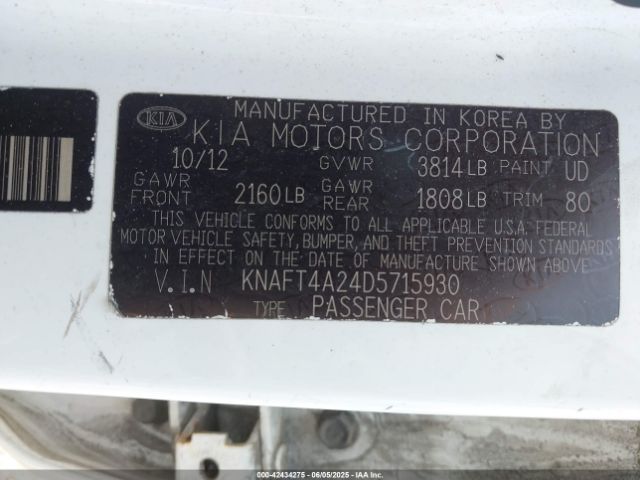 MANUFACTURED IN KOREA BY
KIA KIA MOTORS CORPORATION
10/12 GVWR 3814LB PAINT UD
GAWR FRONT 2160LB GAWR REAR 1808LB TRIM 80
THIS VEHICLE CONFORMS TO ALL APPLICABLE U.S.A. FEDERAL
MOTOR VEHICLE SAFETY, BUMPER, AND THEFT PREVENTION STANDARDS
IN EFFECT ON THE DATE OF MANUFACTURE SHOWN ABOVE.
V.I.N KNAFT4A24D5715930
TYPE PASSENGER CAR
000-42434275 - 06/05/2025 - IAAI.COM